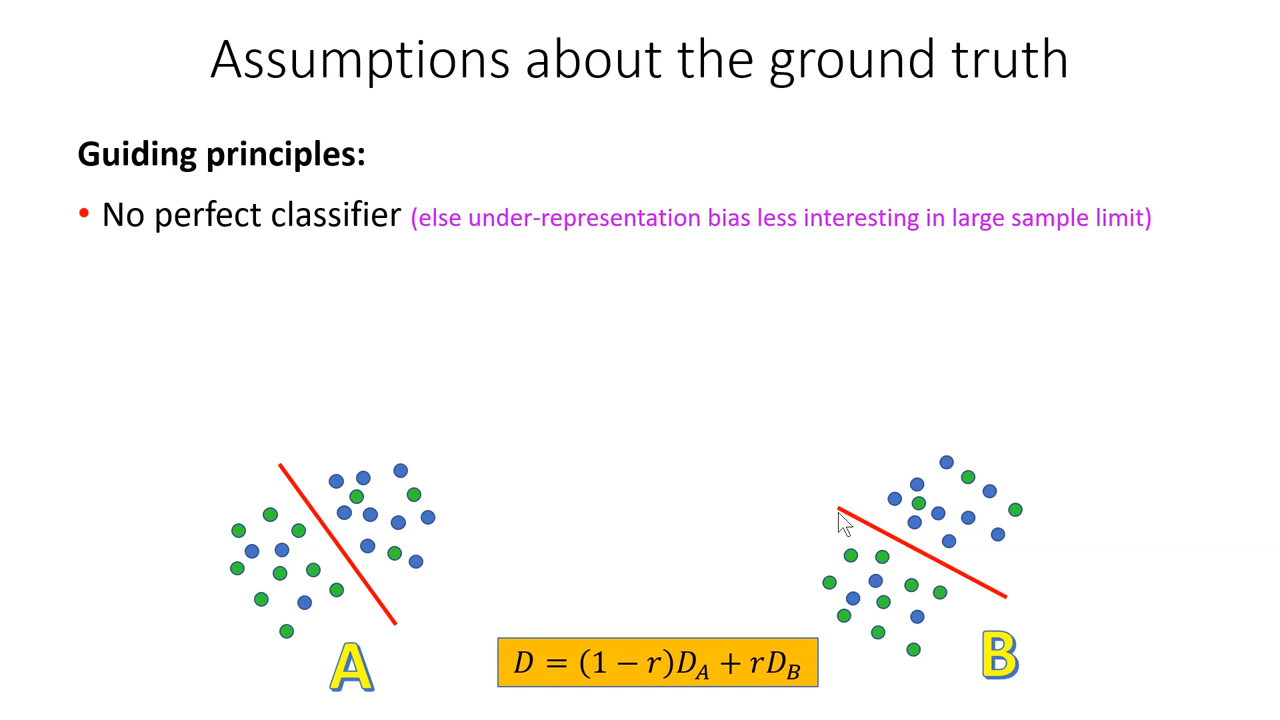 Assumptions about the ground truth
Guiding principles:
• No perfect classifier (else under-representation bias less interesting in large sample limit)
A
B
D = (1 − r)D_A + rD_B